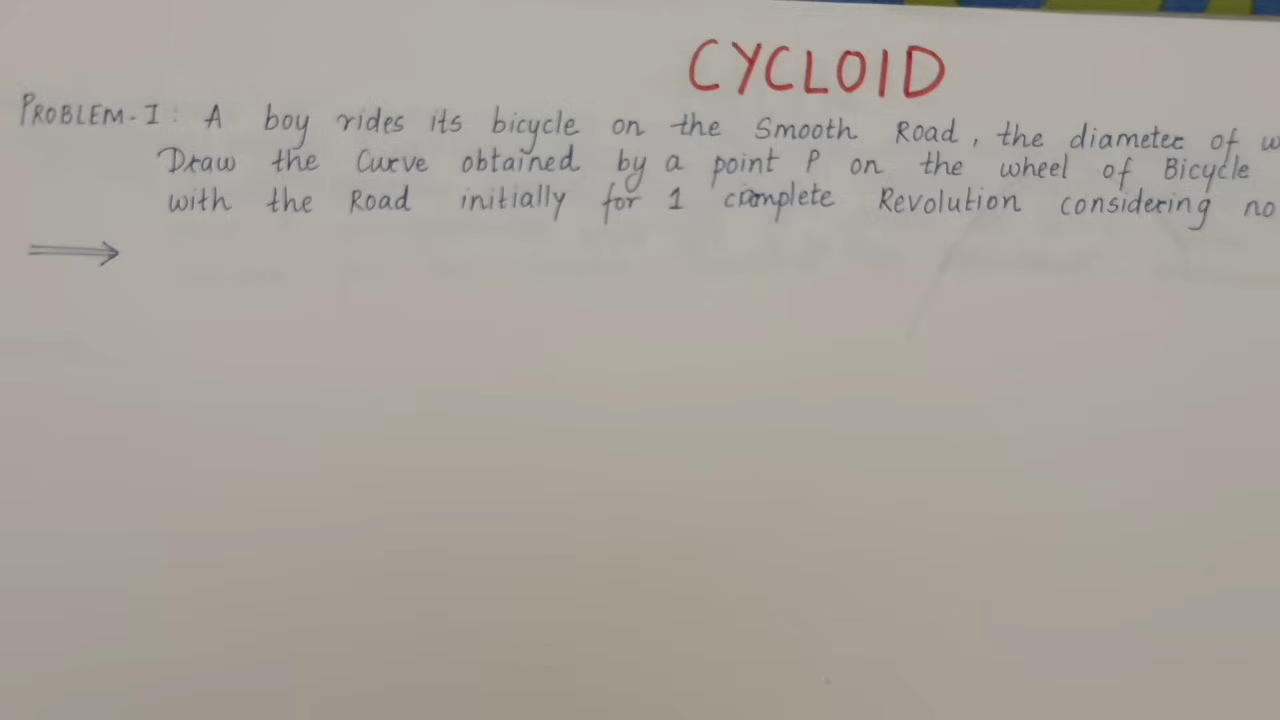 CYCLOID
PROBLEM-I: A boy rides its bicycle on the Smooth Road, the diameter of w
Draw the Curve obtained by a point P on the wheel of Bicycle
with the Road initially for 1 complete Revolution considering no